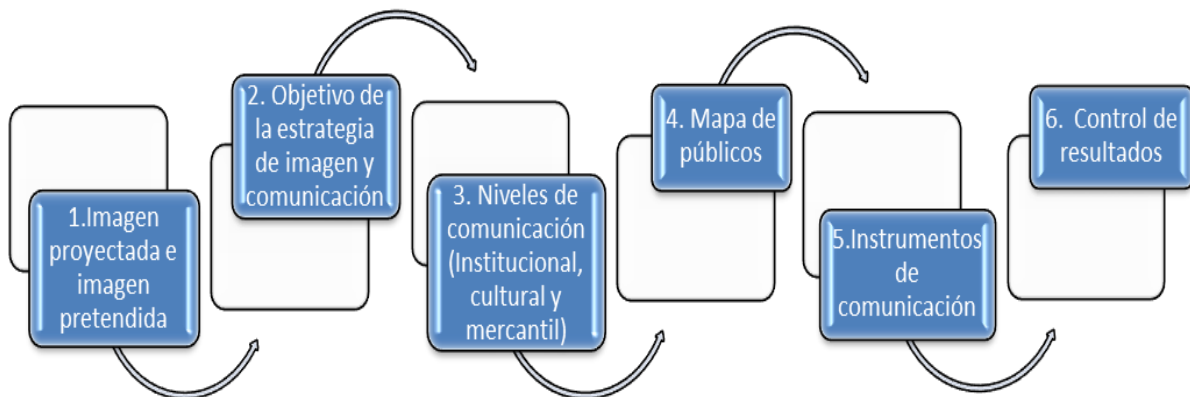 1.Imagen
proyectada e
imagen
pretendida
2. Objetivo de
la estrategia
de imagen y
comunicación
3. Niveles de
comunicación
(Institucional,
cultural y
mercantil)
4. Mapa de
públicos
5.Instrumentos
de
comunicación
6. Control de
resultados